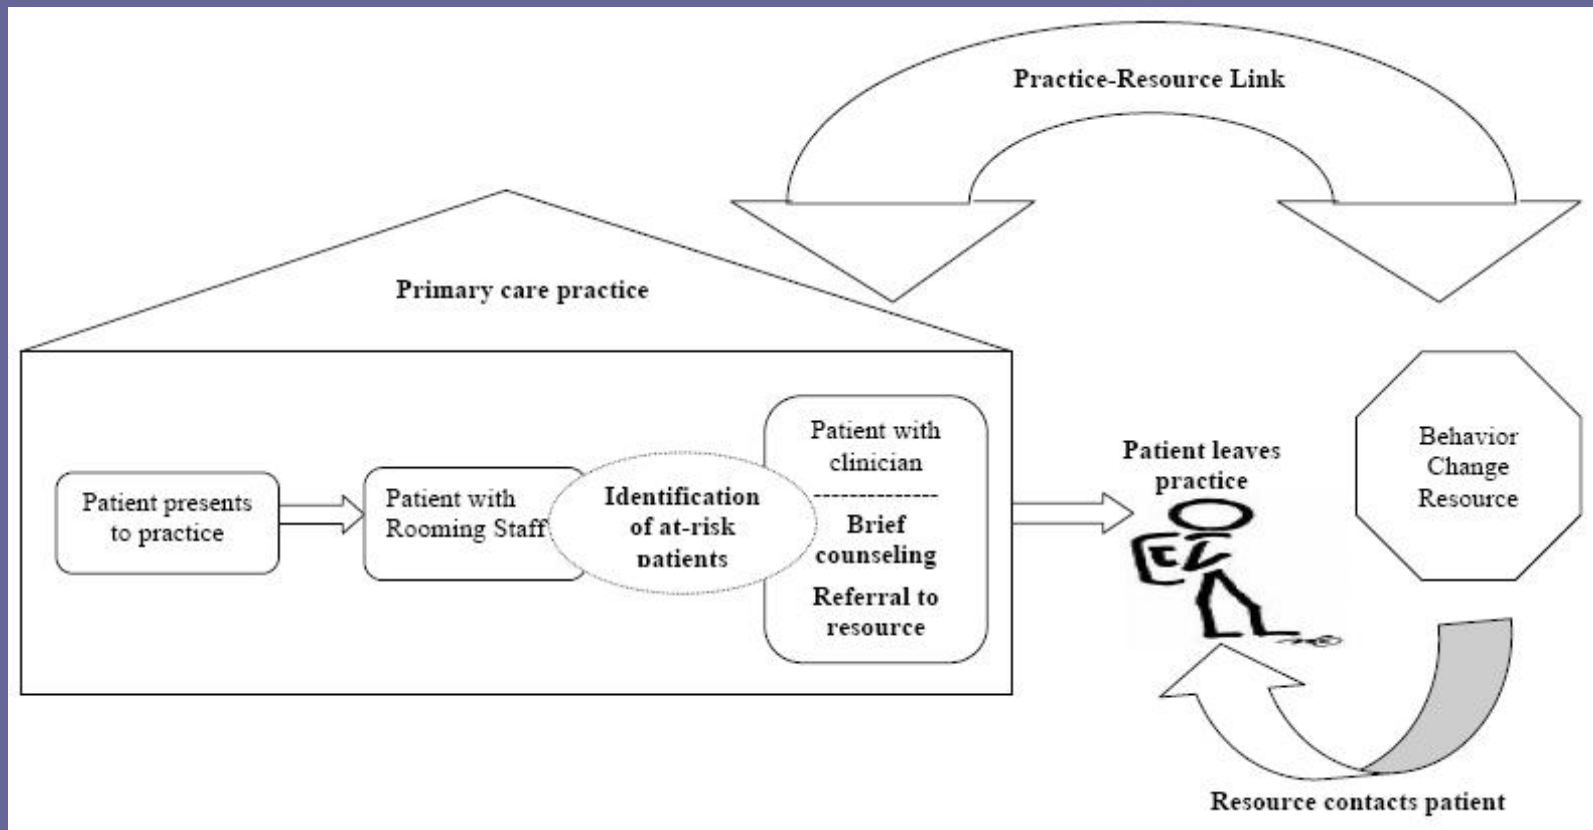 Practice-Resource Link
Primary care practice
Patient presents
to practice
Patient with
Rooming Staff
Identification
of at-risk
patients
Patient with
clinician
Brief
counseling
Referral to
resource
Patient leaves
practice
Behavior
Change
Resource
Resource contacts patient